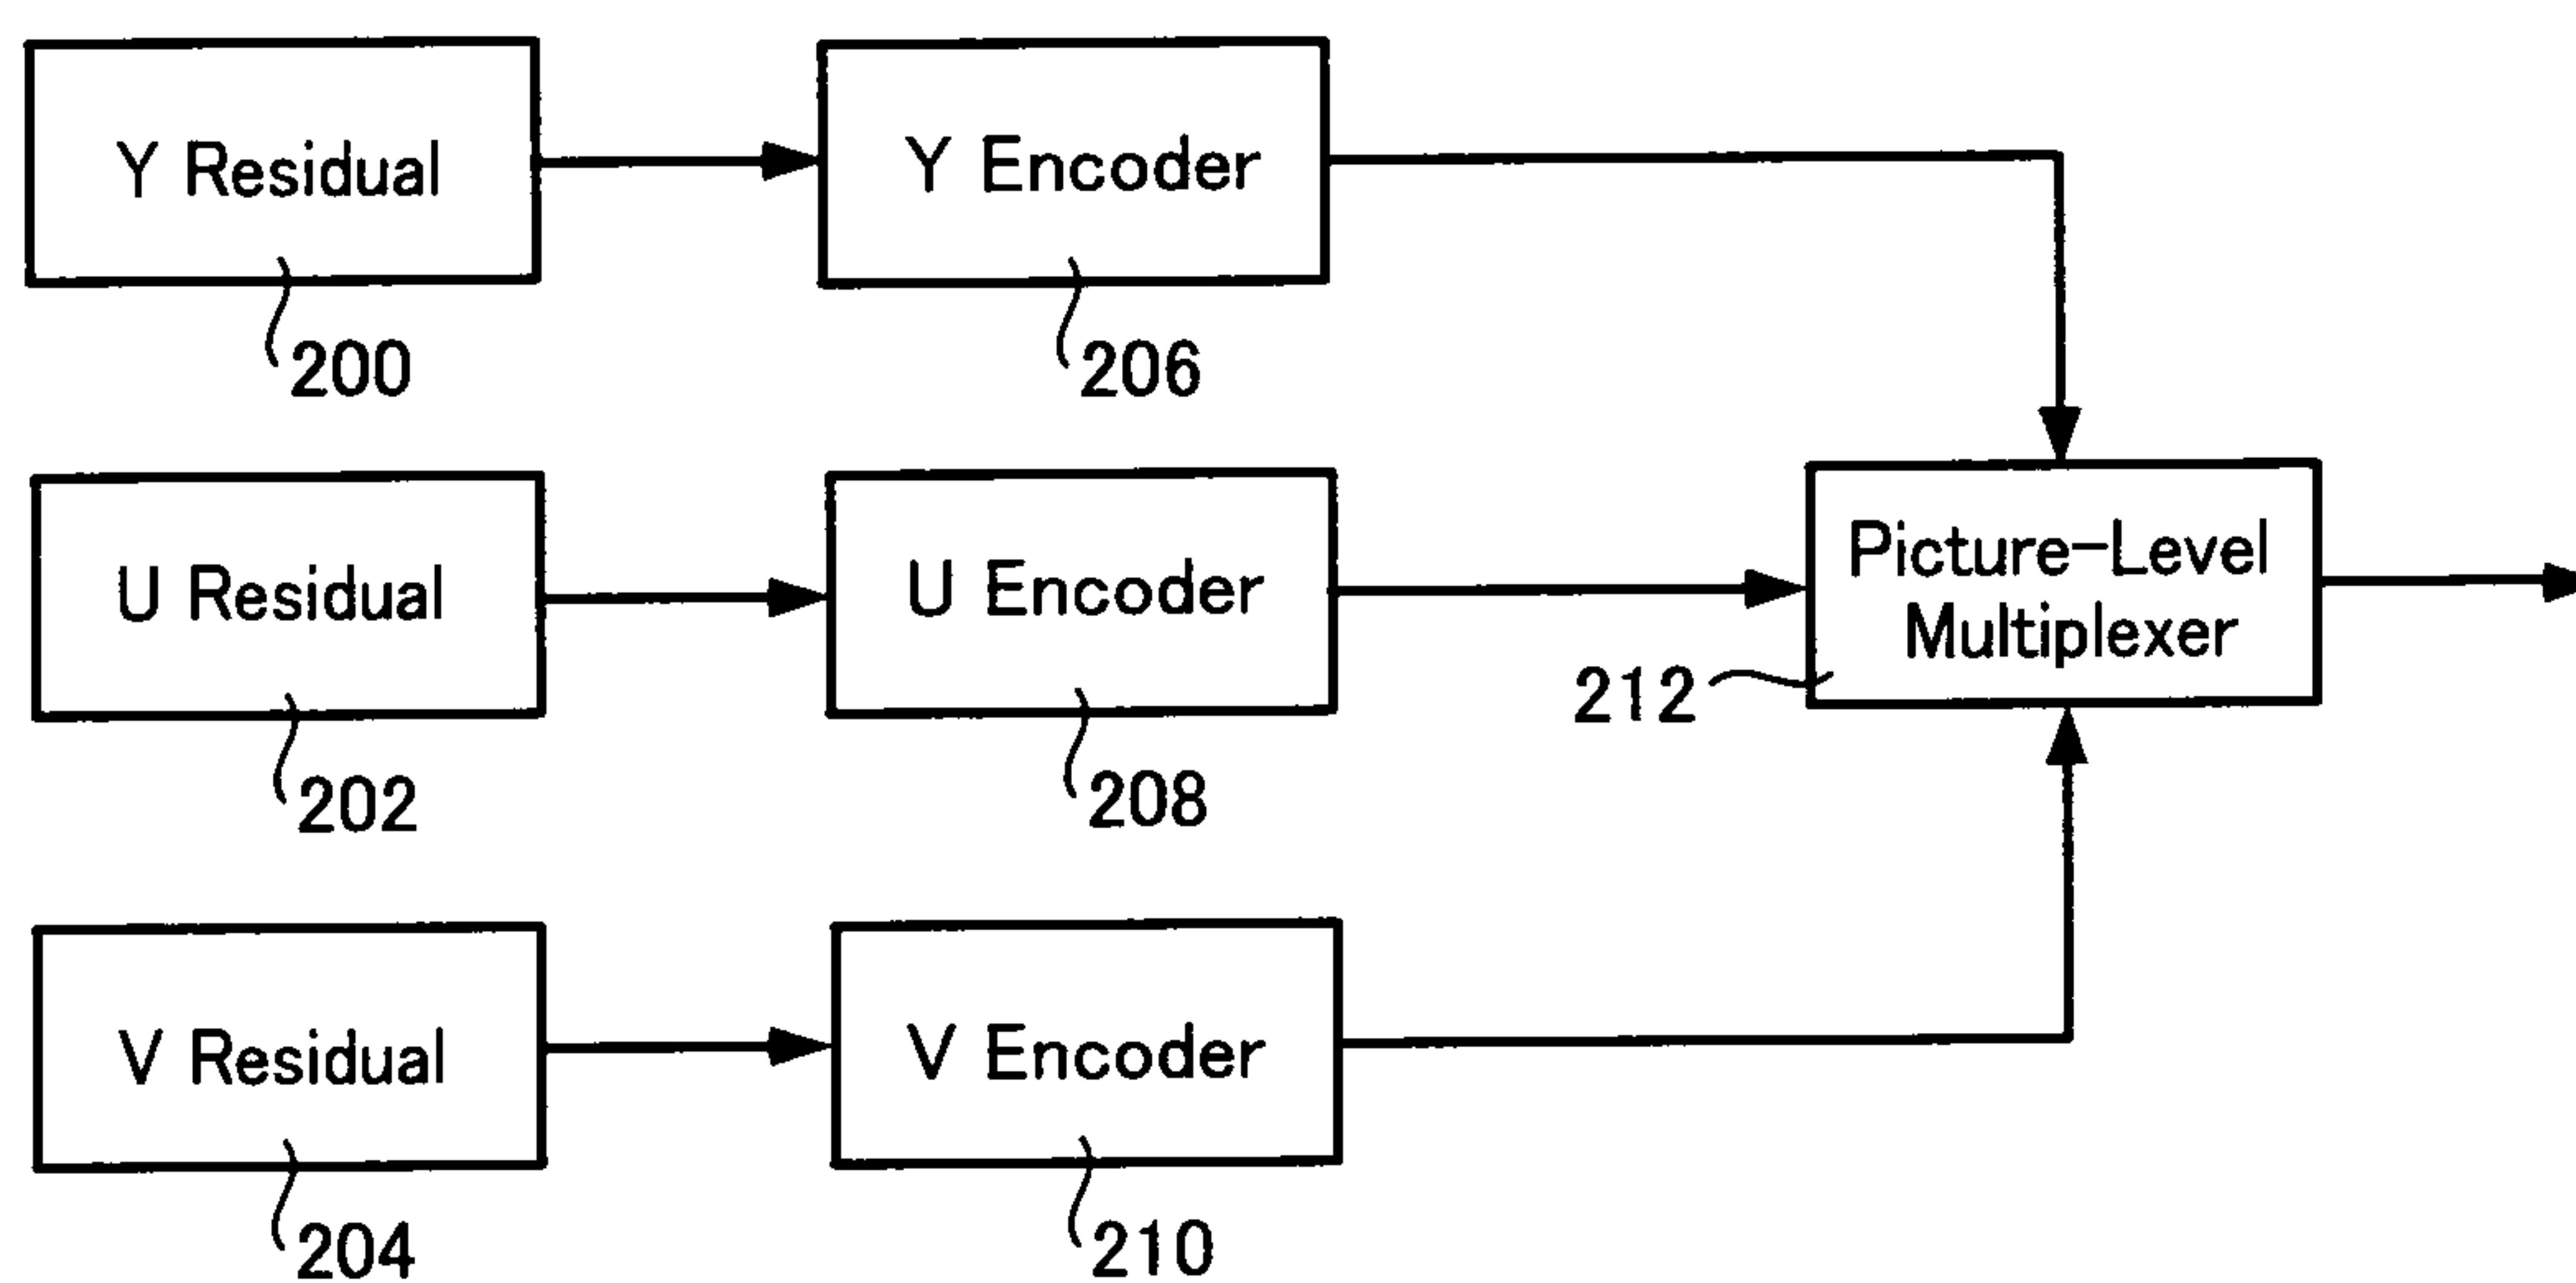 Y Residual
Y Encoder
200
206
U Residual
U Encoder
Picture-Level
Multiplexer
212
202
208
V Residual
V Encoder
204
210